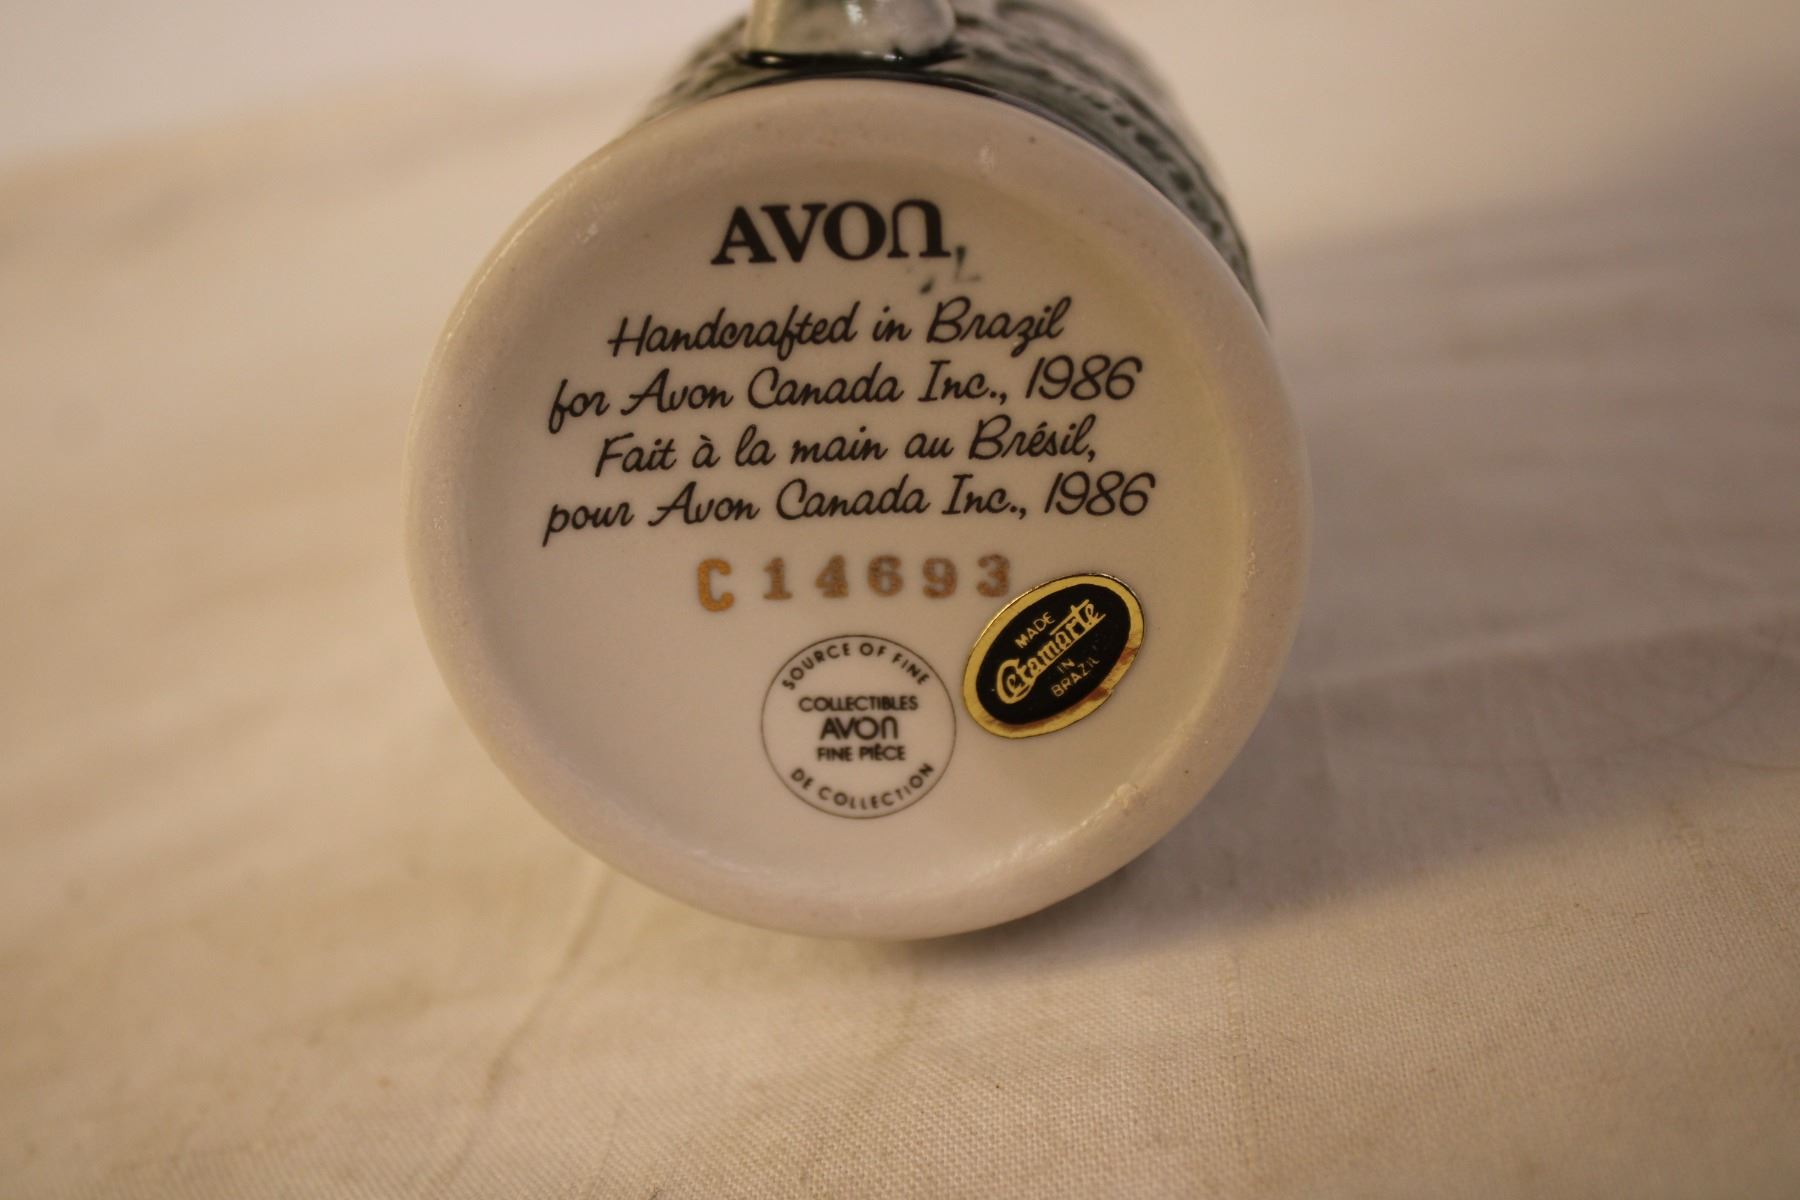 AVON
Handcrafted in Brazil
for Avon Canada Inc., 1986
Fait à la main au Brésil,
pour Avon Canada Inc., 1986
C14693
SOURCE OF FINE
COLLECTIBLES
AVON
FINE PIÈCE
DE COLLECTION
MADE
Ceramarte
IN
BRAZIL